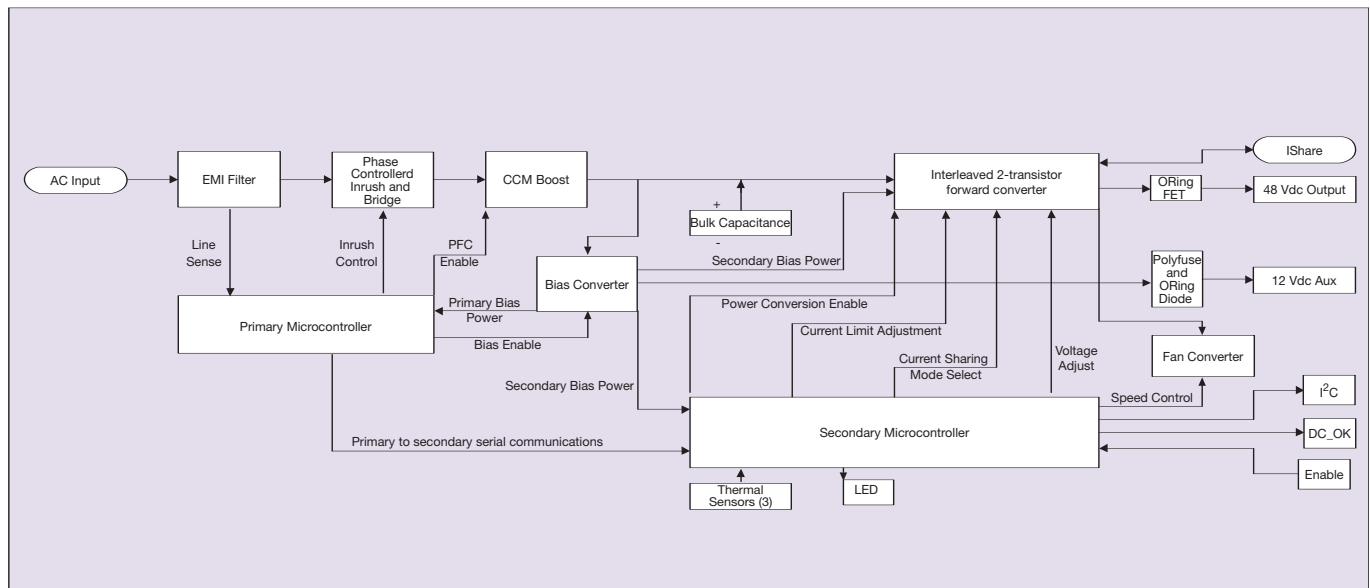 AC Input
EMI Filter
Phase
Controllerd
Inrush and
Bridge
CCM Boost
Interleaved 2-transistor
forward converter
IShare
ORing
FET
48 Vdc Output
+
Bulk Capacitance
-
Line
Sense
Inrush
Control
PFC
Enable
Bias Converter
Secondary Bias Power
Polyfuse
and
ORing
Diode
12 Vdc Aux
Primary Microcontroller
Primary Bias
Power
Bias Enable
Power Conversion Enable
Current Limit Adjustment
Current Sharing
Mode Select
Voltage
Adjust
Fan Converter
Secondary Bias Power
Speed Control
I²C
Primary to secondary serial communications
Secondary Microcontroller
DC_OK
Enable
Thermal
Sensors (3)
LED